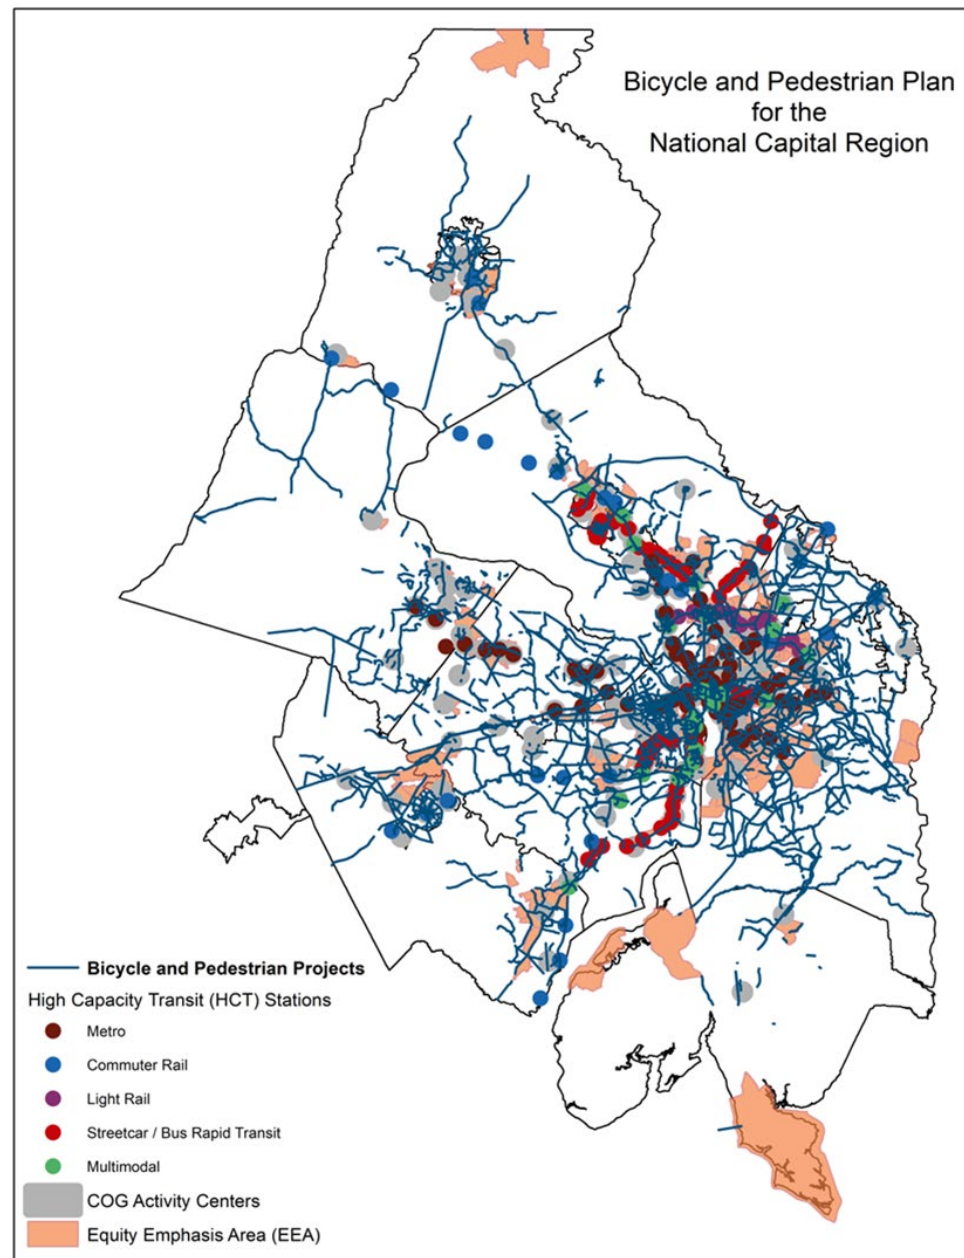 Bicycle and Pedestrian Plan
for the
National Capital Region
Bicycle and Pedestrian Projects
High Capacity Transit (HCT) Stations
Metro
Commuter Rail
Light Rail
Streetcar / Bus Rapid Transit
Multimodal
COG Activity Centers
Equity Emphasis Area (EEA)